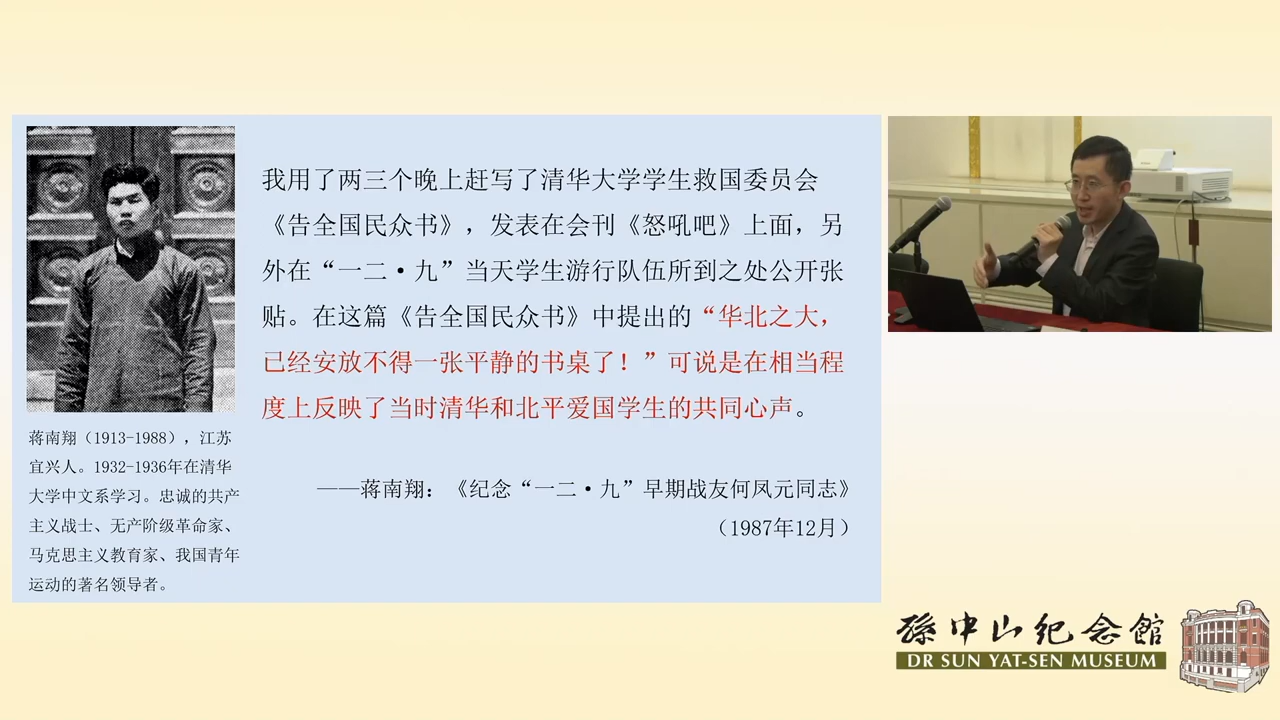 我用了两三个晚上赶写了清华大学学生救国委员会
《告全国民众书》，发表在会刊《怒吼吧》上面，另
外在“一二·九”当天学生游行队伍所到之处公开张
贴。在这篇《告全国民众书》中提出的“华北之大，
已经安放不得一张平静的书桌了！”可说是在相当程
度上反映了当时清华和北平爱国学生的共同心声。
——蒋南翔：《纪念“一二·九”早期战友何凤元同志》
（1987年12月）
蒋南翔（1913-1988），江苏
宜兴人。1932-1936年在清华
大学中文系学习。忠诚的共产
主义战士、无产阶级革命家、
马克思主义教育家、我国青年
运动的著名领导者。
孫中山纪念館
DR SUN YAT-SEN MUSEUM